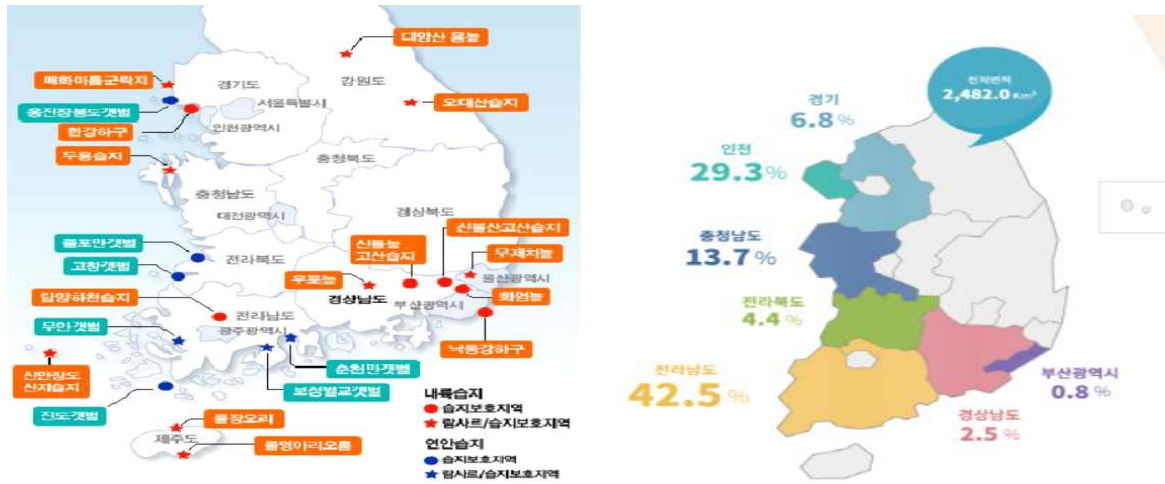 대암산 용늪
경기도
강원도
매화마름군락지
서울특별시
오대산습지
옹진장봉도갯벌
한강하구
인천광역시
두웅습지
충청북도
충청남도
대전광역시
경상북도
신불산고산습지
줄포만갯벌
신불늪
고산습지
무제치늪
전라북도
고창갯벌
우포늪
울산광역시
담양하천습지
경상남도
부산광역시
화엄늪
전라남도
무안갯벌
광주광역시
낙동강하구
순천만갯벌
신안장도
산지습지
보성벌교갯벌
진도갯벌
내륙습지
습지보호지역
람사르/습지보호지역
물장오리
제주도
연안습지
물영아리오름
습지보호지역
람사르/습지보호지역
전체면적
2,482.0 Km²
경기
6.8 %
인천
29.3 %
충청남도
13.7 %
전라북도
4.4 %
전라남도
42.5 %
부산광역시
0.8 %
경상남도
2.5 %